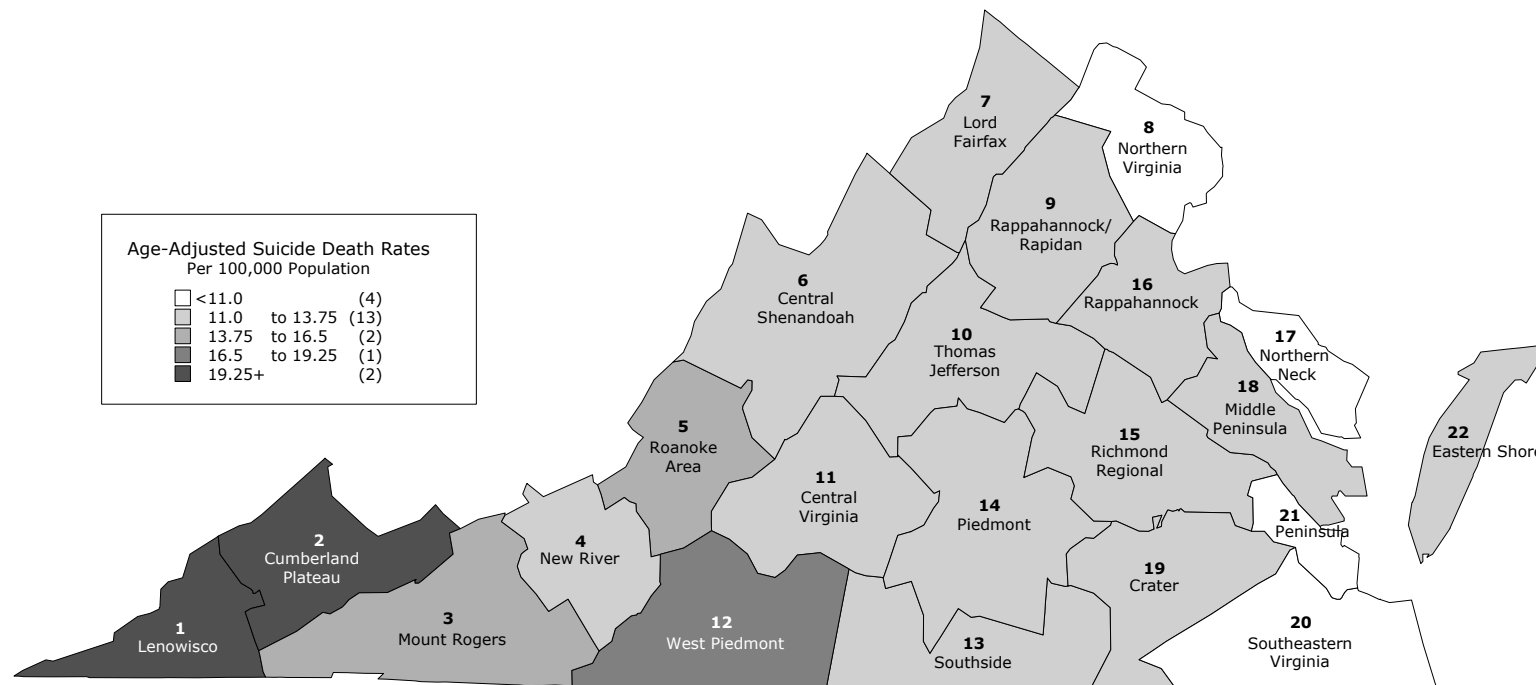 7
Lord
Fairfax
8
Northern
Virginia
9
Rappahannock/
Rapidan
Age-Adjusted Suicide Death Rates
Per 100,000 Population
<11.0 (4)
11.0 to 13.75 (13)
13.75 to 16.5 (2)
16.5 to 19.25 (1)
19.25+ (2)
6
Central
Shenandoah
16
Rappahannock
10
Thomas
Jefferson
17
Northern
Neck
18
Middle
Peninsula
5
Roanoke
Area
15
Richmond
Regional
22
Eastern Shore
11
Central
Virginia
14
Piedmont
21
Peninsula
2
Cumberland
Plateau
4
New River
19
Crater
1
Lenowisco
3
Mount Rogers
12
West Piedmont
13
Southside
20
Southeastern
Virginia